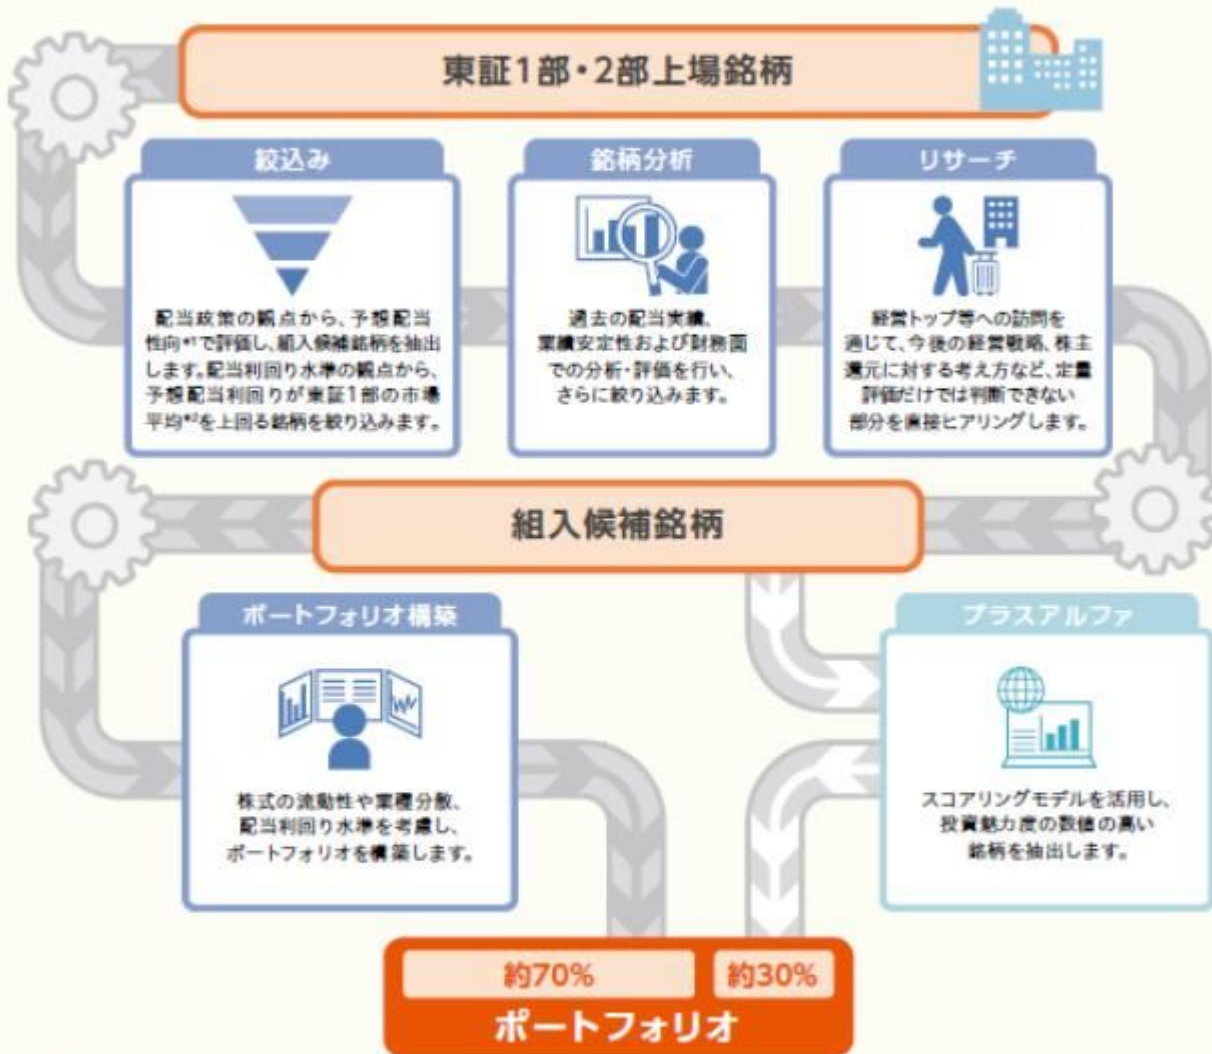 東証1部・2部上場銘柄
絞込み
配当政策の観点から、予想配当
性向*1で評価し、組入候補銘柄を抽出
します。配当利回り水準の観点から、
予想配当利回りが東証1部の市場
平均*2を上回る銘柄を絞り込みます。
銘柄分析
過去の配当実績、
業績安定性および財務面
での分析・評価を行い、
さらに絞り込みます。
リサーチ
経営トップ等への訪問を
通じて、今後の経営戦略、株主
還元に対する考え方など、定量
評価だけでは判断できない
部分を直接ヒアリングします。
組入候補銘柄
ポートフォリオ構築
株式の流動性や業種分散、
配当利回り水準を考慮し、
ポートフォリオを構築します。
プラスアルファ
スコアリングモデルを活用し、
投資魅力度の数値の高い
銘柄を抽出します。
約70%
約30%
ポートフォリオ